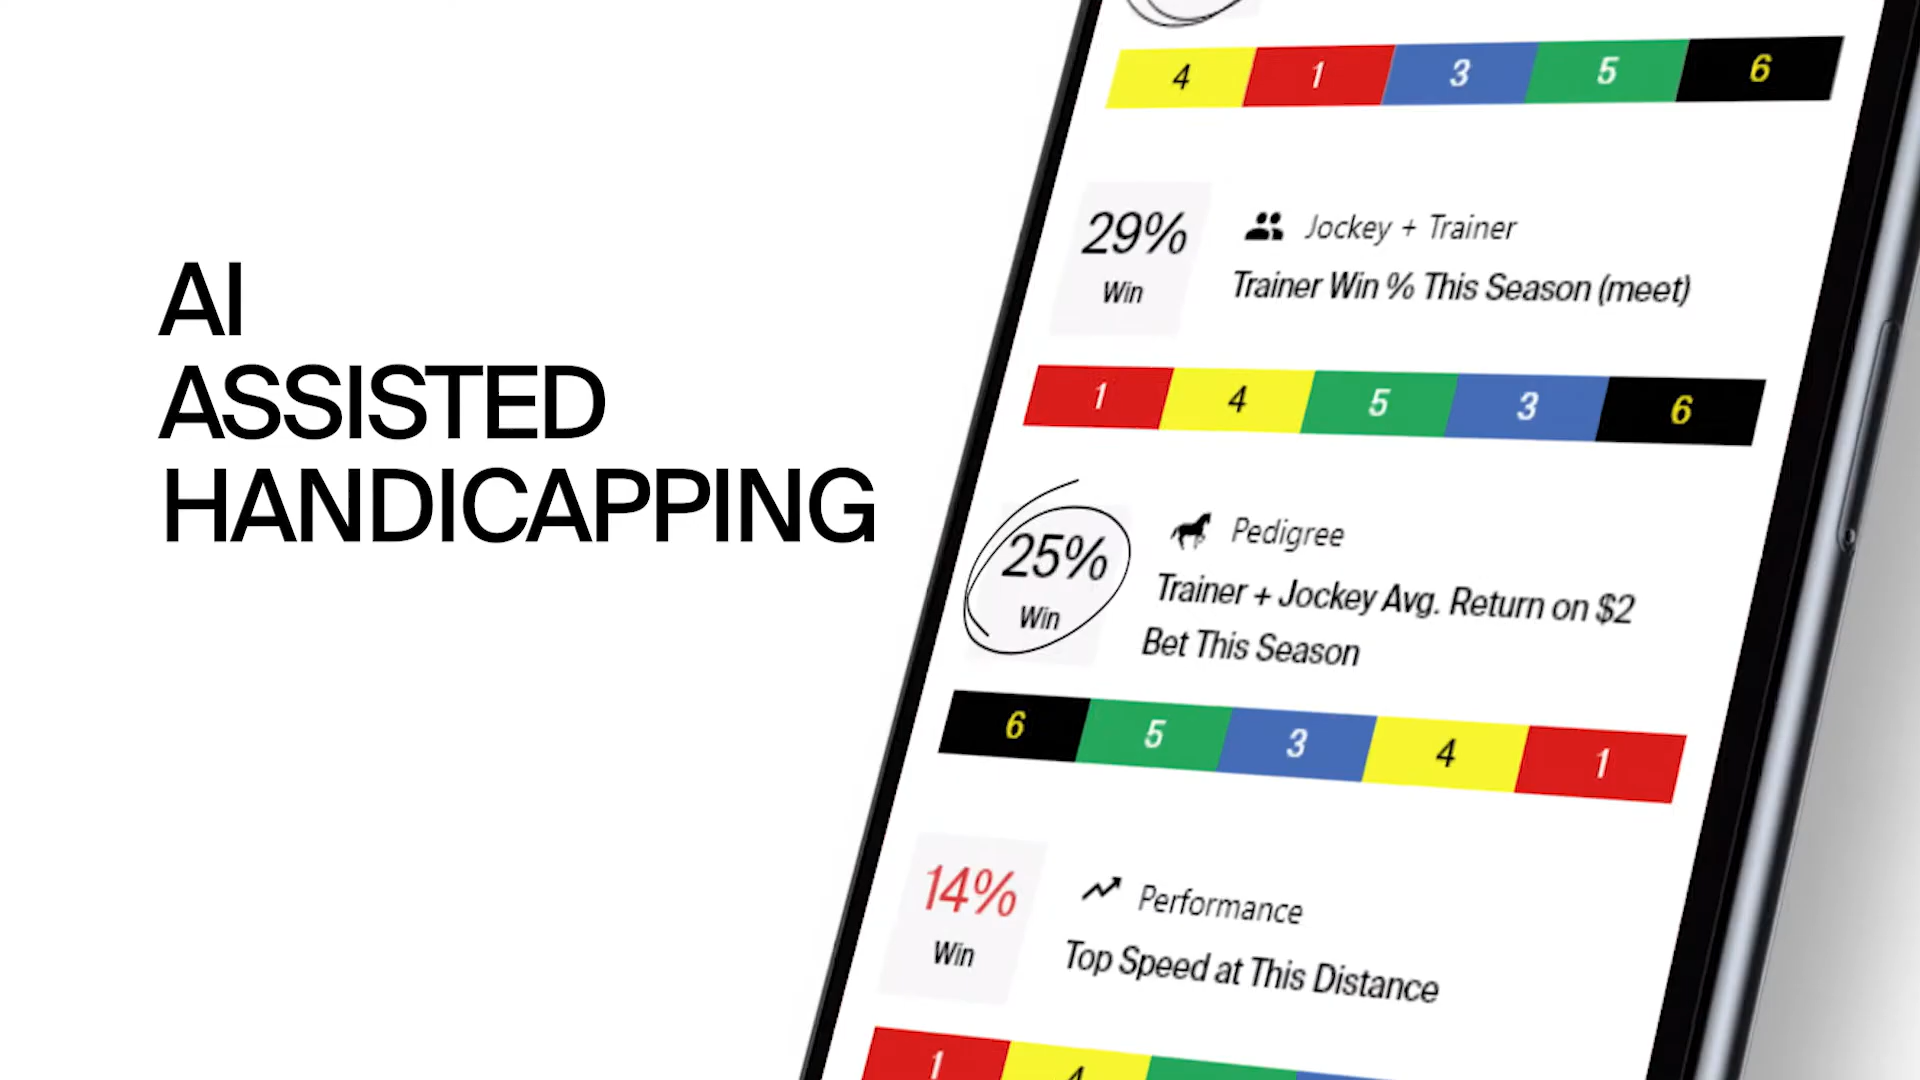 AI
ASSISTED
HANDICAPPING
4 1 3 5 6
29%
Win
Jockey + Trainer
Trainer Win % This Season (meet)
1 4 5 3 6
25%
Win
Pedigree
Trainer + Jockey Avg. Return on $2
Bet This Season
6 5 3 4 1
14%
Win
Performance
Top Speed at This Distance
1 4